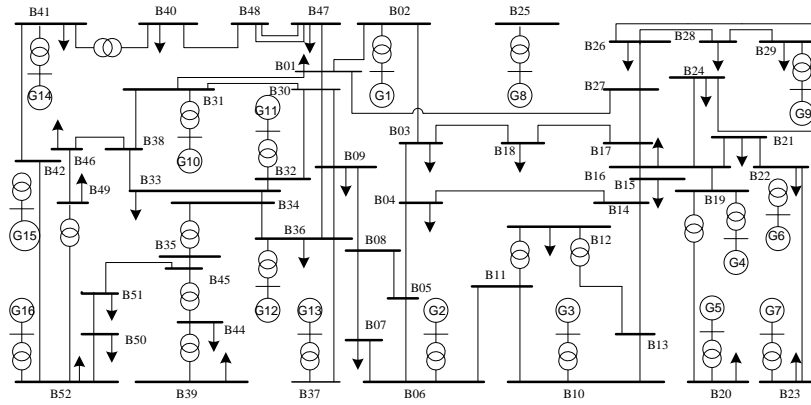 B41 B40 B48 B47 B02 B25
B26 B28 B29
B01
B24
B31 B30 B27
G14 G11 G1 G8 G9
B03 B21
B38 B18 B17
B46 G10 B09 B16 B22
B42 B33 B32 B15
B49
B34 B04 B14 B19
G15 B35 B36 B12 G6
B08 G4
B45 B11
B51 B05
G16 G12 G13 G2 G3 G5 G7
B50 B44 B07 B13
B52 B39 B37 B06 B10 B20 B23